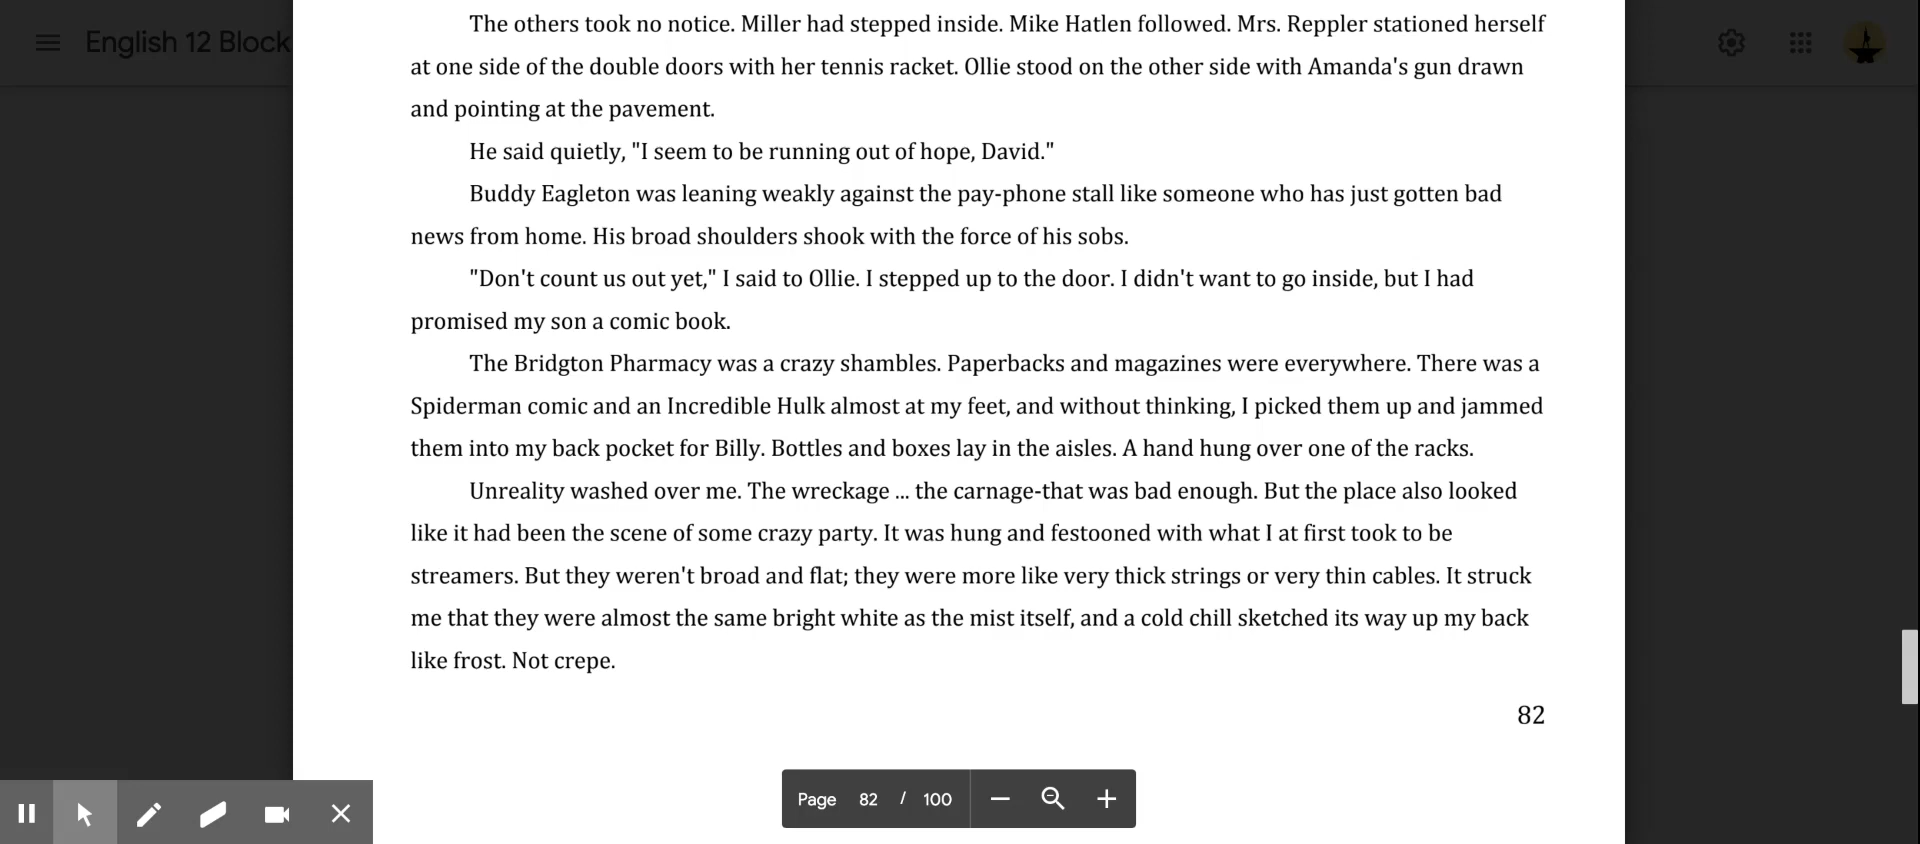 The others took no notice. Miller had stepped inside. Mike Hatlen followed. Mrs. Reppler stationed herself
English 12 Block
at one side of the double doors with her tennis racket. Ollie stood on the other side with Amanda's gun drawn
and pointing at the pavement.
He said quietly, "I seem to be running out of hope, David."
Buddy Eagleton was leaning weakly against the pay-phone stall like someone who has just gotten bad
news from home. His broad shoulders shook with the force of his sobs.
"Don't count us out yet," I said to Ollie. I stepped up to the door. I didn't want to go inside, but I had
promised my son a comic book.
The Bridgton Pharmacy was a crazy shambles. Paperbacks and magazines were everywhere. There was a
Spiderman comic and an Incredible Hulk almost at my feet, and without thinking, I picked them up and jammed
them into my back pocket for Billy. Bottles and boxes lay in the aisles. A hand hung over one of the racks.
Unreality washed over me. The wreckage ... the carnage-that was bad enough. But the place also looked
like it had been the scene of some crazy party. It was hung and festooned with what I at first took to be
streamers. But they weren't broad and flat; they were more like very thick strings or very thin cables. It struck
me that they were almost the same bright white as the mist itself, and a cold chill sketched its way up my back
like frost. Not crepe.
82
Page 82 / 100